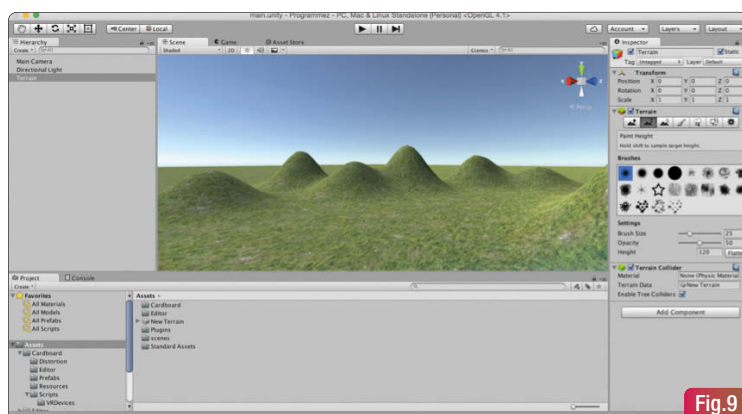 main.unity - Programmez - PC, Mac & Linux Standalone (Personal) <OpenGL 4.1>
Center Local
Account Layers Layout
Hierarchy
Create All
Main Camera
Directional Light
Terrain
Scene Game Asset Store
Shaded 2D Gizmos All
Persp
Inspector
Terrain Static
Tag Untagged Layer Default
Transform
Position X 0 Y 0 Z 0
Rotation X 0 Y 0 Z 0
Scale X 1 Y 1 Z 1
Terrain
Paint Height
Hold shift to sample target height.
Brushes
Settings
Brush Size 25
Opacity 50
Height 120 Flatte
Terrain Collider
Material None (Physic Material
Terrain Data New Terrain
Enable Tree Colliders
Add Component
Project Console
Create
Favorites
All Materials
All Models
All Prefabs
All Scripts
Assets
Cardboard
Distortion
Editor
Prefabs
Resources
Scripts
VRDevices
Assets
Cardboard
Editor
New Terrain
Plugins
scenes
Standard Assets
Fig.9